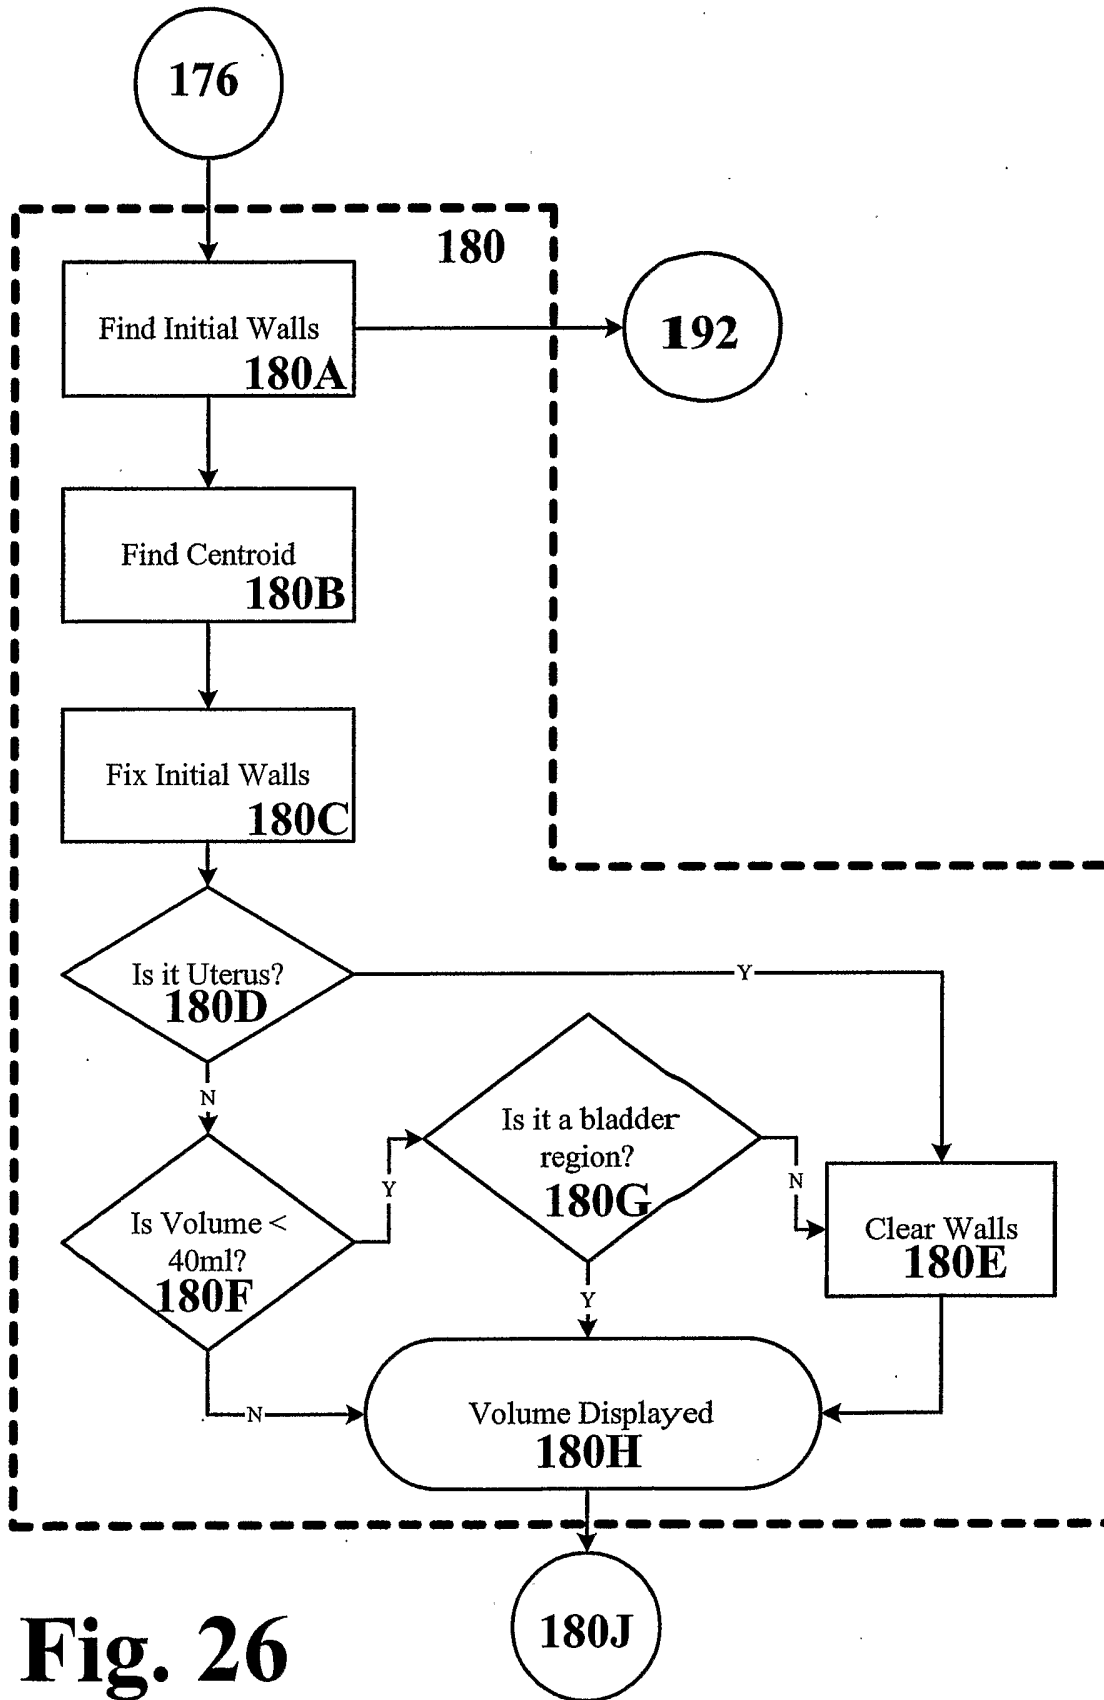 176
180
Find Initial Walls
180A
192
Find Centroid
180B
Fix Initial Walls
180C
Is it Uterus?
180D
Y
N
Is it a bladder
region?
180G
Y
N
Is Volume <
40ml?
180F
Clear Walls
180E
Y
N
Volume Displayed
180H
180J
Fig. 26